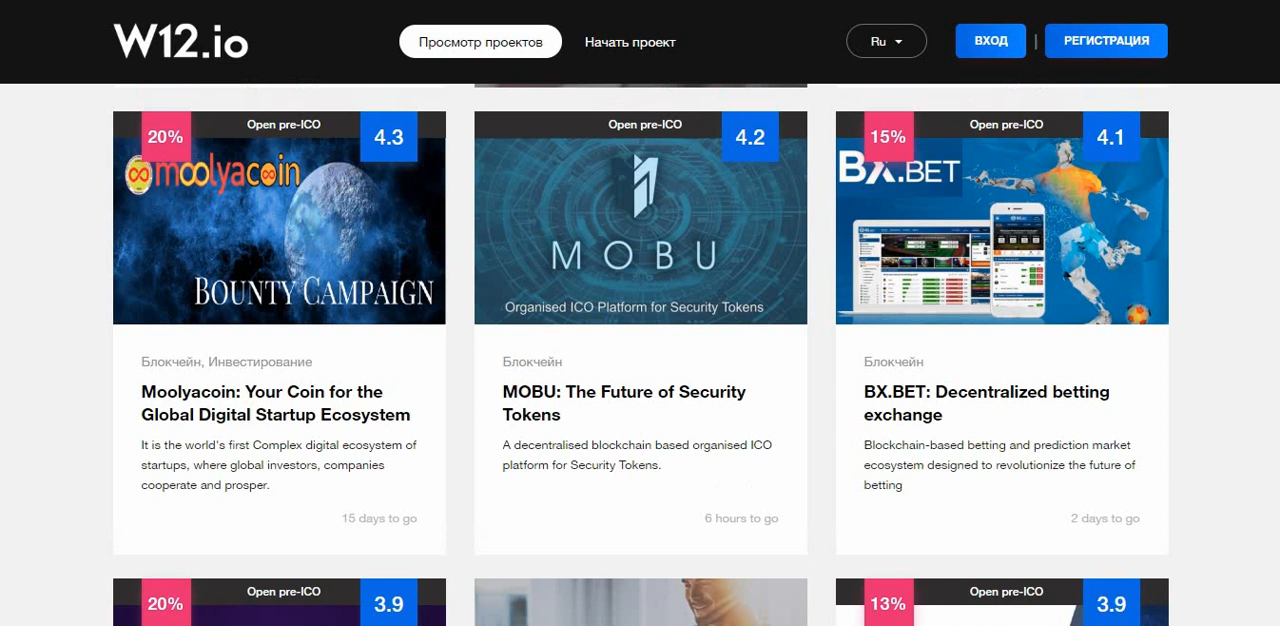 W12.io
Просмотр проектов
Начать проект
Ru
ВХОД
|
РЕГИСТРАЦИЯ
20%
Open pre-ICO
4.3
moolyacoin
BOUNTY CAMPAIGN
Блокчейн, Инвестирование
Moolyacoin: Your Coin for the
Global Digital Startup Ecosystem
It is the world's first Complex digital ecosystem of
startups, where global investors, companies
cooperate and prosper.
15 days to go
Open pre-ICO
4.2
MOBU
Organised ICO Platform for Security Tokens
Блокчейн
MOBU: The Future of Security
Tokens
A decentralised blockchain based organised ICO
platform for Security Tokens.
6 hours to go
15%
Open pre-ICO
4.1
BX.BET
Блокчейн
BX.BET: Decentralized betting
exchange
Blockchain-based betting and prediction market
ecosystem designed to revolutionize the future of
betting
2 days to go
20%
Open pre-ICO
3.9
13%
Open pre-ICO
3.9